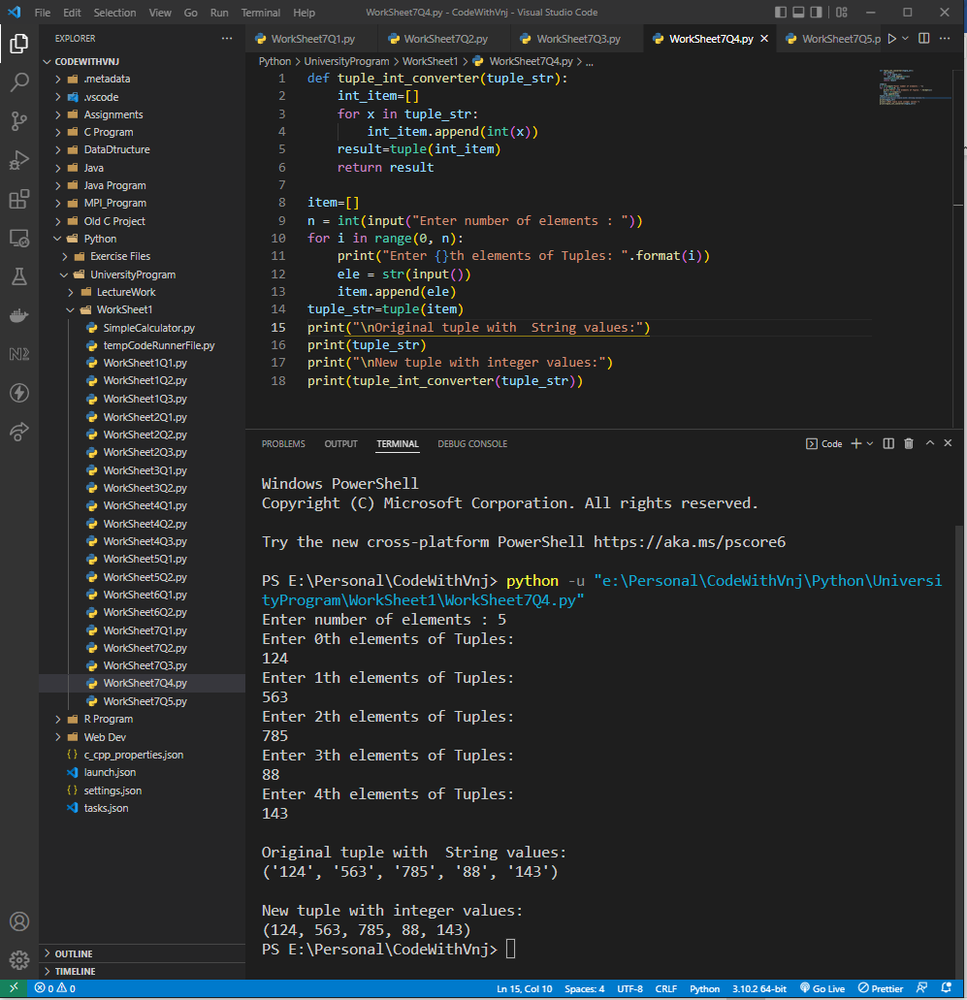 File Edit Selection View Go Run Terminal Help WorkSheet7Q4.py - CodeWithVnj - Visual Studio Code
EXPLORER
CODEWITHVNJ
.metadata
.vscode
Assignments
C Program
DataDtructure
Java
Java Program
MPI_Program
Old C Project
Python
Exercise Files
UniversityProgram
LectureWork
WorkSheet1
SimpleCalculator.py
tempCodeRunnerFile.py
WorkSheet1Q1.py
WorkSheet1Q2.py
WorkSheet1Q3.py
WorkSheet2Q1.py
WorkSheet2Q2.py
WorkSheet2Q3.py
WorkSheet3Q1.py
WorkSheet3Q2.py
WorkSheet4Q1.py
WorkSheet4Q2.py
WorkSheet4Q3.py
WorkSheet5Q1.py
WorkSheet5Q2.py
WorkSheet6Q1.py
WorkSheet6Q2.py
WorkSheet7Q1.py
WorkSheet7Q2.py
WorkSheet7Q3.py
WorkSheet7Q4.py
WorkSheet7Q5.py
R Program
Web Dev
{} c_cpp_properties.json
launch.json
{} settings.json
tasks.json
OUTLINE
TIMELINE
WorkSheet7Q1.py WorkSheet7Q2.py WorkSheet7Q3.py WorkSheet7Q4.py WorkSheet7Q5.p
Python > UniversityProgram > WorkSheet1 > WorkSheet7Q4.py > ...
1 def tuple_int_converter(tuple_str):
2     int_item=[]
3     for x in tuple_str:
4         int_item.append(int(x))
5     result=tuple(int_item)
6     return result
7
8 item=[]
9 n = int(input("Enter number of elements : "))
10 for i in range(0, n):
11     print("Enter {}th elements of Tuples: ".format(i))
12     ele = str(input())
13     item.append(ele)
14 tuple_str=tuple(item)
15 print("\nOriginal tuple with  String values:")
16 print(tuple_str)
17 print("\nNew tuple with integer values:")
18 print(tuple_int_converter(tuple_str))
PROBLEMS OUTPUT TERMINAL DEBUG CONSOLE Code
Windows PowerShell
Copyright (C) Microsoft Corporation. All rights reserved.
Try the new cross-platform PowerShell https://aka.ms/pscore6
PS E:\Personal\CodeWithVnj> python -u "e:\Personal\CodeWithVnj\Python\Universi
tyProgram\WorkSheet1\WorkSheet7Q4.py"
Enter number of elements : 5
Enter 0th elements of Tuples:
124
Enter 1th elements of Tuples:
563
Enter 2th elements of Tuples:
785
Enter 3th elements of Tuples:
88
Enter 4th elements of Tuples:
143
Original tuple with  String values:
('124', '563', '785', '88', '143')
New tuple with integer values:
(124, 563, 785, 88, 143)
PS E:\Personal\CodeWithVnj>
0 0 Ln 15, Col 10 Spaces: 4 UTF-8 CRLF Python 3.10.2 64-bit Go Live Prettier